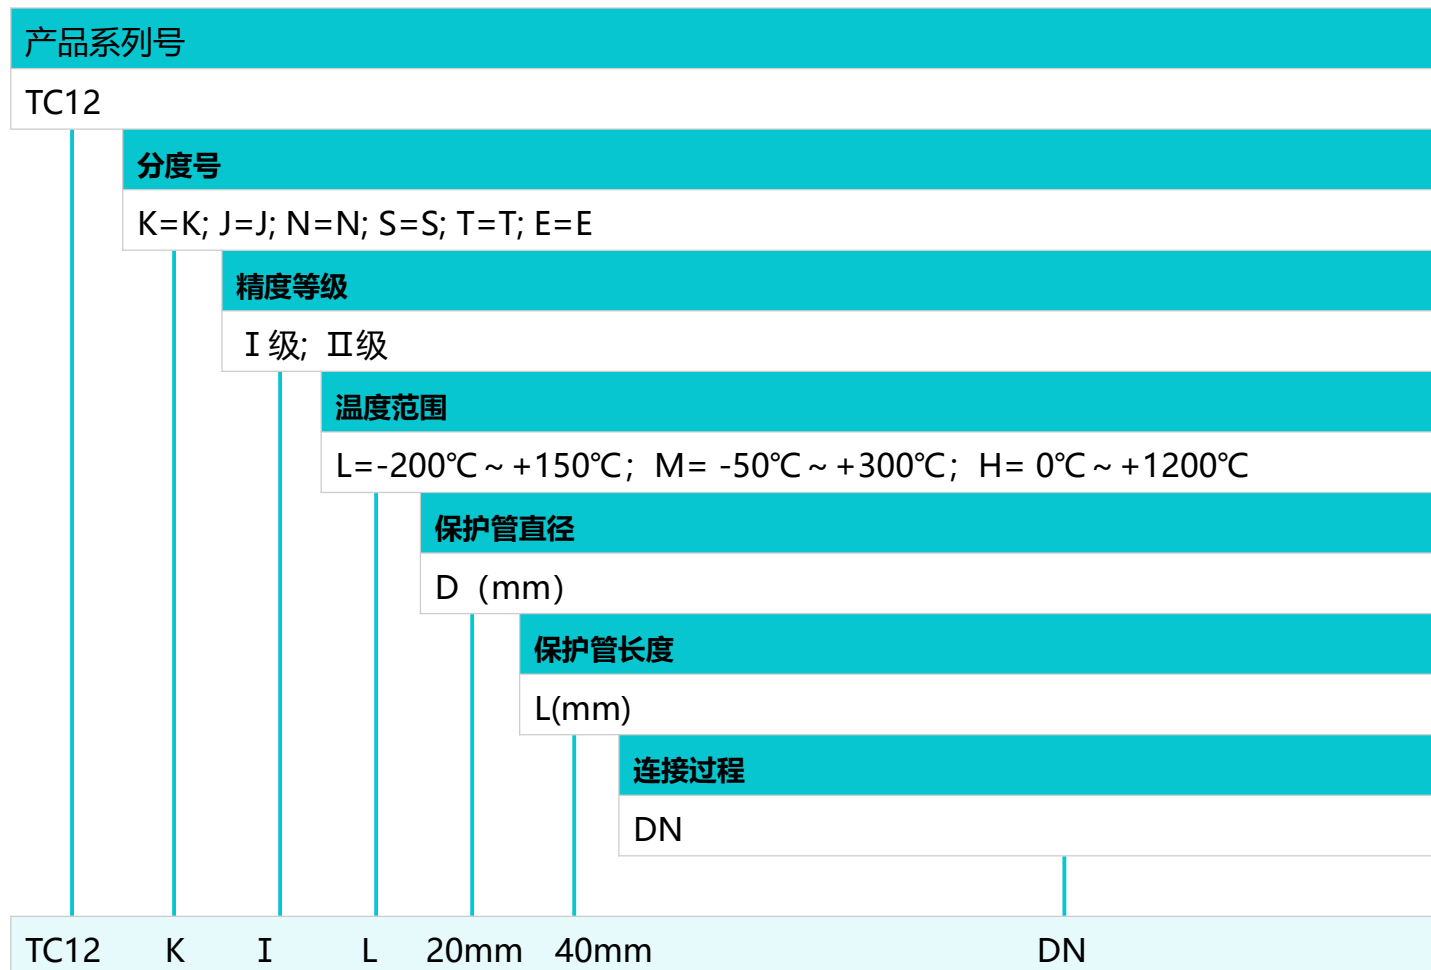 产品系列号
TC12
分度号
K=K; J=J; N=N; S=S; T=T; E=E
精度等级
Ⅰ级; Ⅱ级
温度范围
L=-200℃~+150℃；M= -50℃~+300℃；H= 0℃~+1200℃
保护管直径
D（mm）
保护管长度
L(mm)
连接过程
DN
TC12 K Ⅰ L 20mm 40mm DN